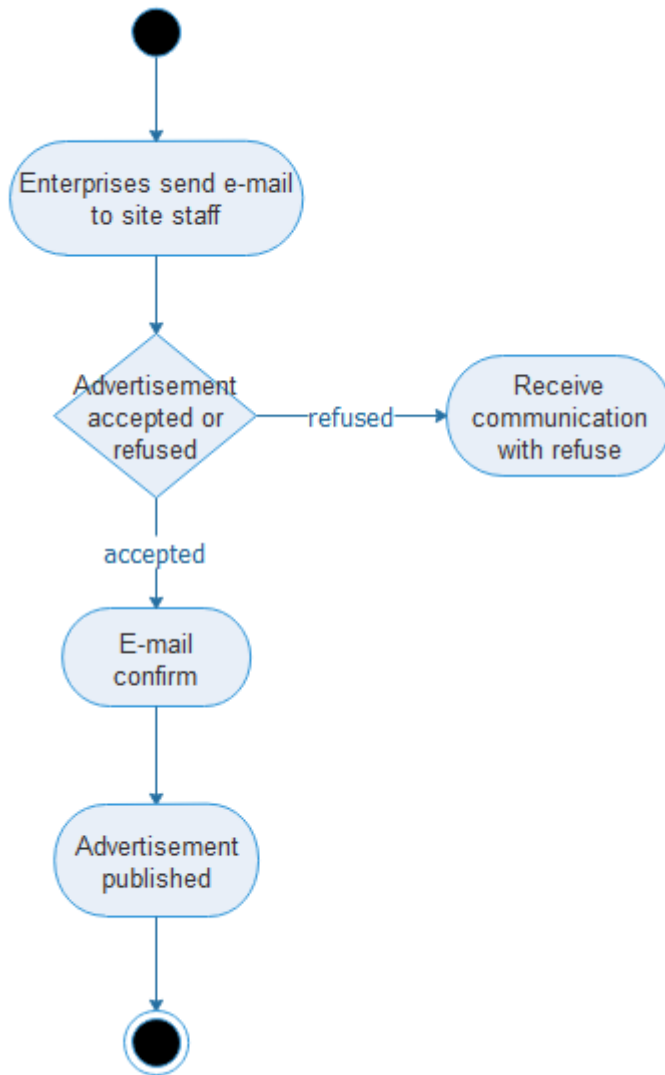 Enterprises send e-mail
to site staff
Advertisement
accepted or
refused
refused
Receive
communication
with refuse
accepted
E-mail
confirm
Advertisement
published